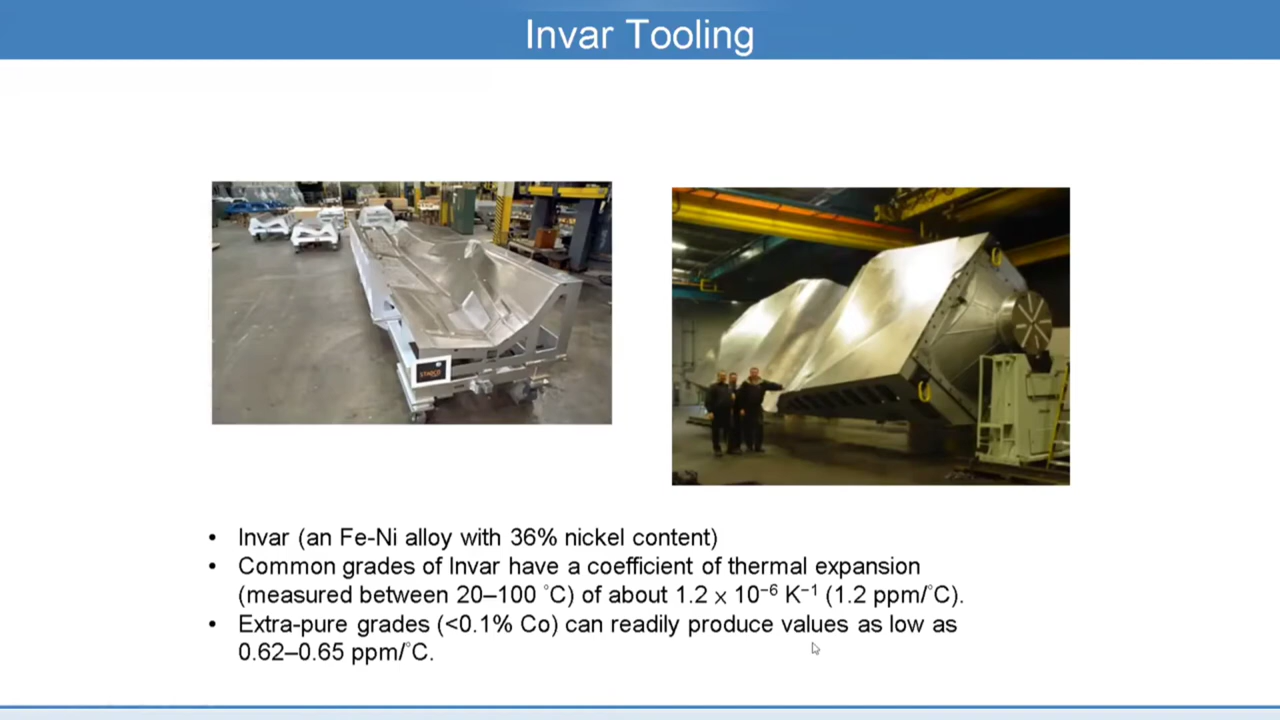 Invar Tooling
• Invar (an Fe-Ni alloy with 36% nickel content)
• Common grades of Invar have a coefficient of thermal expansion
(measured between 20–100 °C) of about 1.2 x 10⁻⁶ K⁻¹ (1.2 ppm/°C).
• Extra-pure grades (<0.1% Co) can readily produce values as low as
0.62–0.65 ppm/°C.